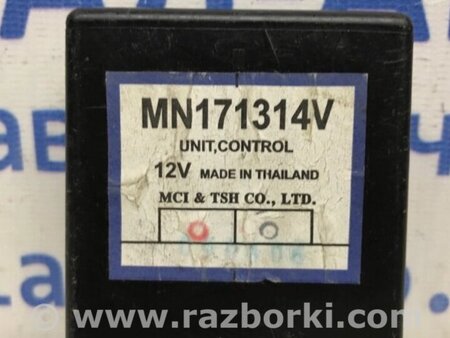 MN171314V
UNIT,CONTROL
12V MADE IN THAILAND
MCI & TSH CO., LTD.
www.razborki.com